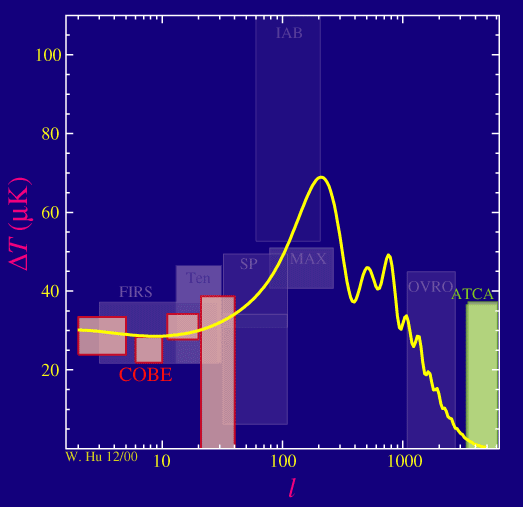 IAB
100
80
ΔT (μK)
60
SP
MAX
Ten
OVRO
FIRS
ATCA
40
20
COBE
W. Hu 12/00
10
100
1000
l